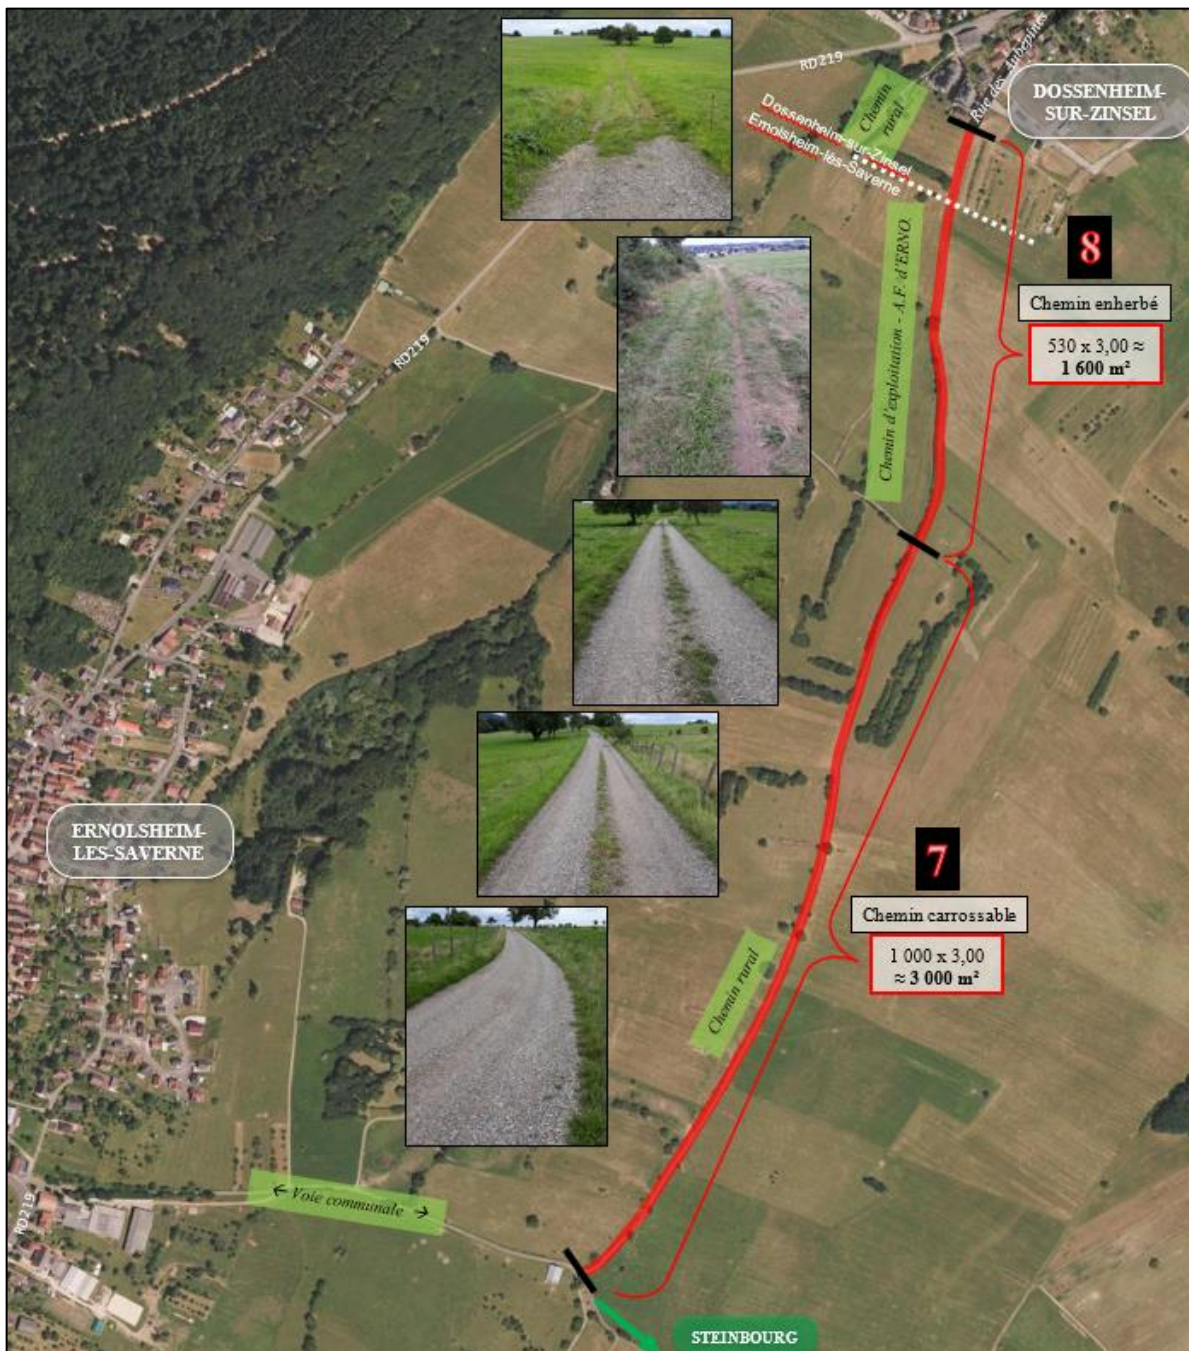 RD219
Rue des Aubépines
DOSSENHEIM-
SUR-ZINSEL
Chemin
rural
Dossenheim-sur-Zinsel
Ernolsheim-lès-Saverne
8
Chemin enherbé
530 x 3,00 ≈
1 600 m²
Chemin d'exploitation - A.F. d'ERNO.
RD219
ERNOLSHEIM-
LES-SAVERNE
7
Chemin carrossable
1 000 x 3,00
≈ 3 000 m²
Chemin rural
← Voie communale →
RD219
STEINBOURG